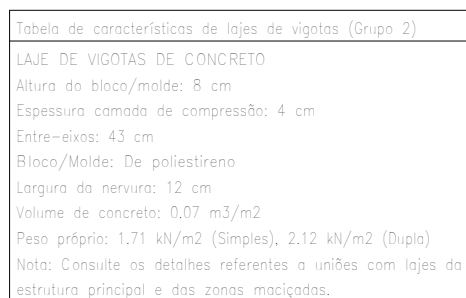 Tabela de características de lajes de vigotas (Grupo 2)
LAJE DE VIGOTAS DE CONCRETO
Altura do bloco/molde: 8 cm
Espessura camada de compressão: 4 cm
Entre-eixos: 43 cm
Bloco/Molde: De poliestireno
Largura da nervura: 12 cm
Volume de concreto: 0.07 m3/m2
Peso próprio: 1.71 kN/m2 (Simples), 2.12 kN/m2 (Dupla)
Nota: Consulte os detalhes referentes a uniões com lajes da
estrutura principal e das zonas maciçadas.